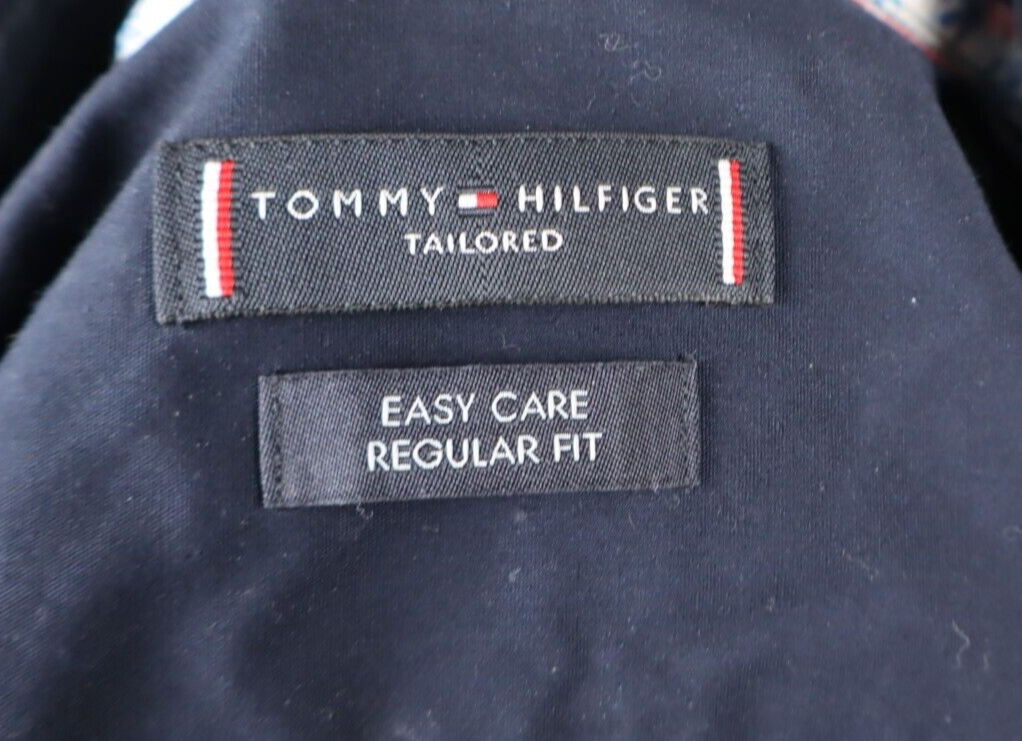 TOMMY HILFIGER
TAILORED
EASY CARE
REGULAR FIT